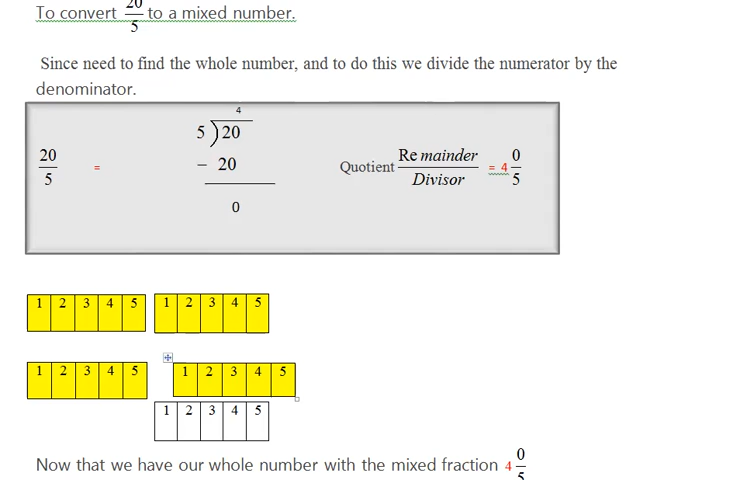 To convert 20/5 to a mixed number.
Since need to find the whole number, and to do this we divide the numerator by the
denominator.
4
5 ) 20
20/5 =
− 20
Quotient Remainder/Divisor = 4 0/5
0
1 2 3 4 5 1 2 3 4 5
1 2 3 4 5 1 2 3 4 5
1 2 3 4 5
Now that we have our whole number with the mixed fraction 4 0/5